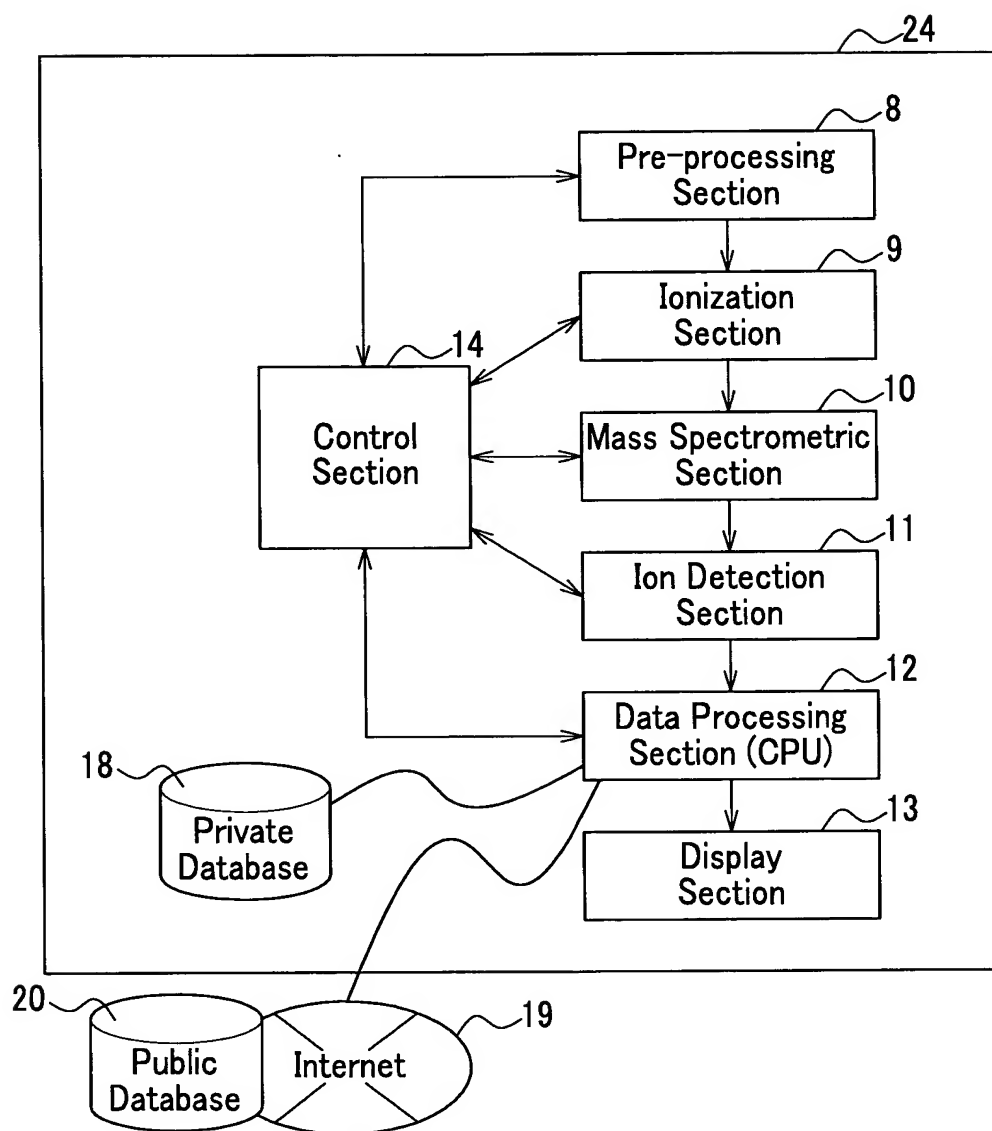 24
8
Pre-processing
Section
9
Ionization
Section
14
Control
Section
10
Mass Spectrometric
Section
11
Ion Detection
Section
12
Data Processing
Section (CPU)
18
Private
Database
13
Display
Section
20
Public
Database
Internet
19